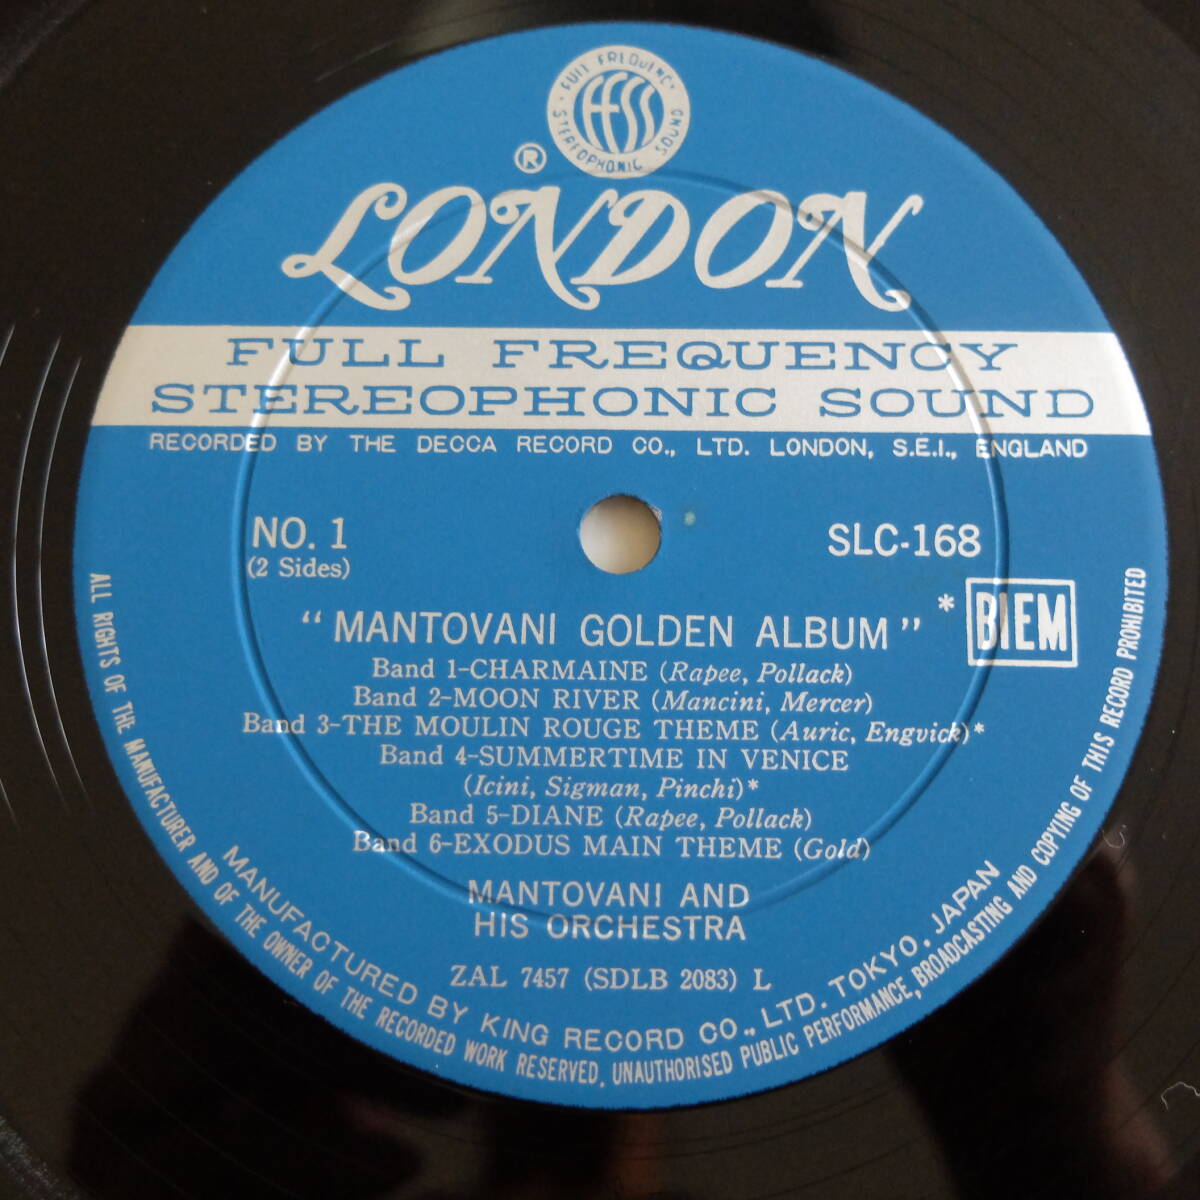 FULL FREQUENCY
STEREOPHONIC SOUND
FFSS
®
LONDON
FULL FREQUENCY
STEREOPHONIC SOUND
RECORDED BY THE DECCA RECORD CO., LTD. LONDON, S.E.I., ENGLAND
NO. 1
(2 Sides)
SLC-168
"MANTOVANI GOLDEN ALBUM"
* BIEM
Band 1-CHARMAINE (Rapee, Pollack)
Band 2-MOON RIVER (Mancini, Mercer)
Band 3-THE MOULIN ROUGE THEME (Auric, Engvick)*
Band 4-SUMMERTIME IN VENICE
(Icini, Sigman, Pinchi)*
Band 5-DIANE (Rapee, Pollack)
Band 6-EXODUS MAIN THEME (Gold)
MANTOVANI AND
HIS ORCHESTRA
ZAL 7457 (SDLB 2083) L
MANUFACTURED BY KING RECORD CO., LTD. TOKYO. JAPAN
ALL RIGHTS OF THE MANUFACTURER AND OF THE OWNER OF THE RECORDED WORK RESERVED, UNAUTHORISED PUBLIC PERFORMANCE, BROADCASTING AND COPYING OF THIS RECORD PROHIBITED